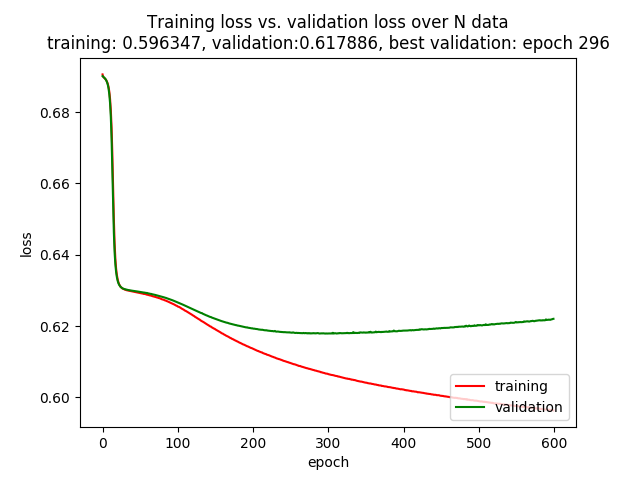 Training loss vs. validation loss over N data
training: 0.596347, validation:0.617886, best validation: epoch 296
0.68
0.66
0.64
0.62
0.60
loss
training
validation
0 100 200 300 400 500 600
epoch